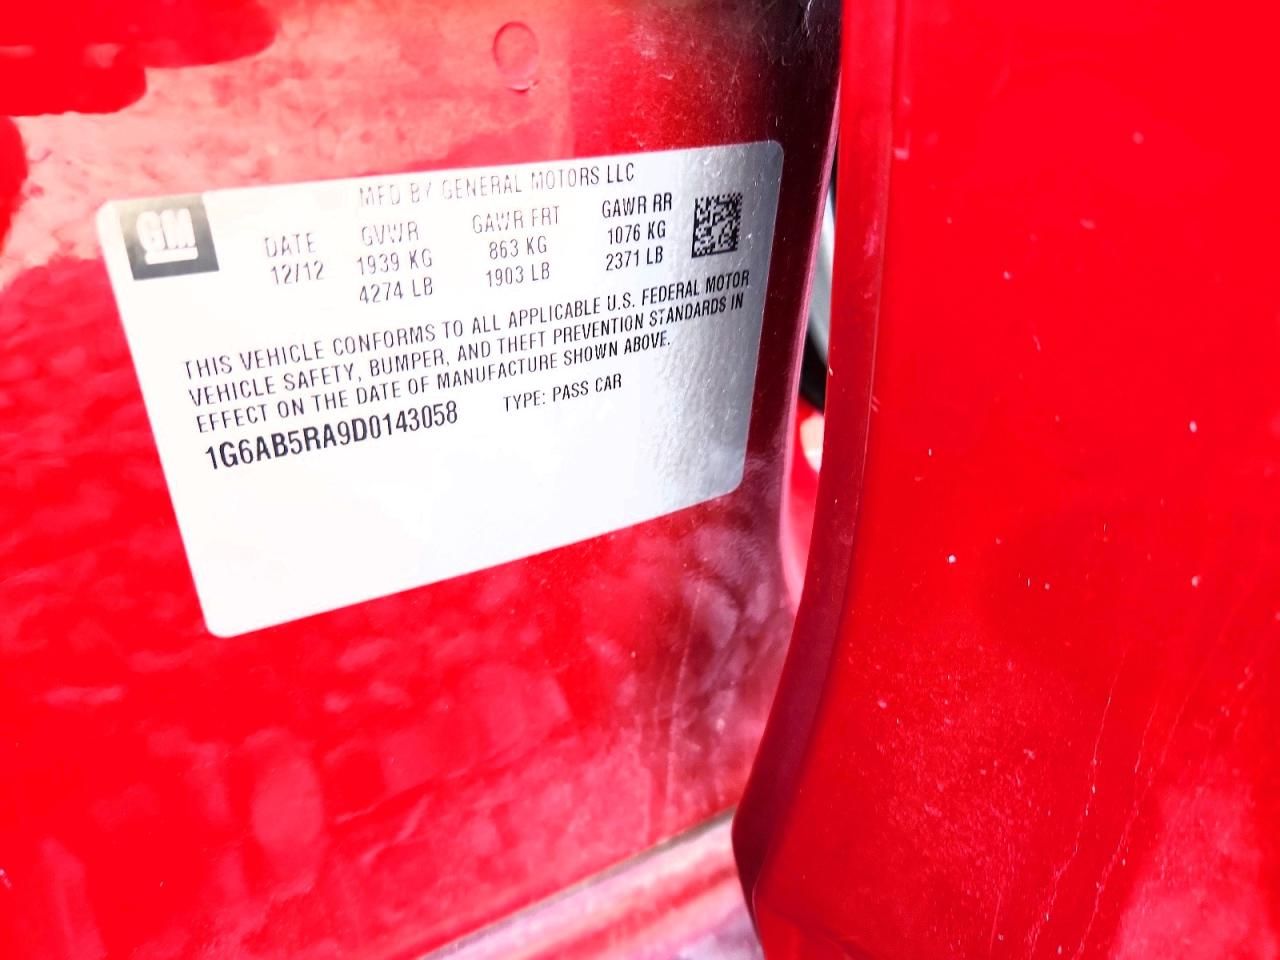 MFD BY GENERAL MOTORS LLC
GM
DATE GVWR GAWR FRT GAWR RR
12/12 1939 KG 863 KG 1076 KG
4274 LB 1903 LB 2371 LB
THIS VEHICLE CONFORMS TO ALL APPLICABLE U.S. FEDERAL MOTOR
VEHICLE SAFETY, BUMPER, AND THEFT PREVENTION STANDARDS IN
EFFECT ON THE DATE OF MANUFACTURE SHOWN ABOVE.
1G6AB5RA9D0143058 TYPE: PASS CAR